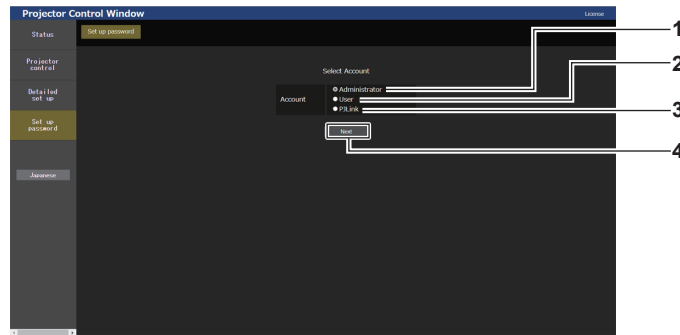 Projector Control Window
License
Status
Set up password
Projector
control
Detailed
set up
Set up
password
Japanese
Select Account
Account
Administrator
User
PJLink
Next
1
2
3
4